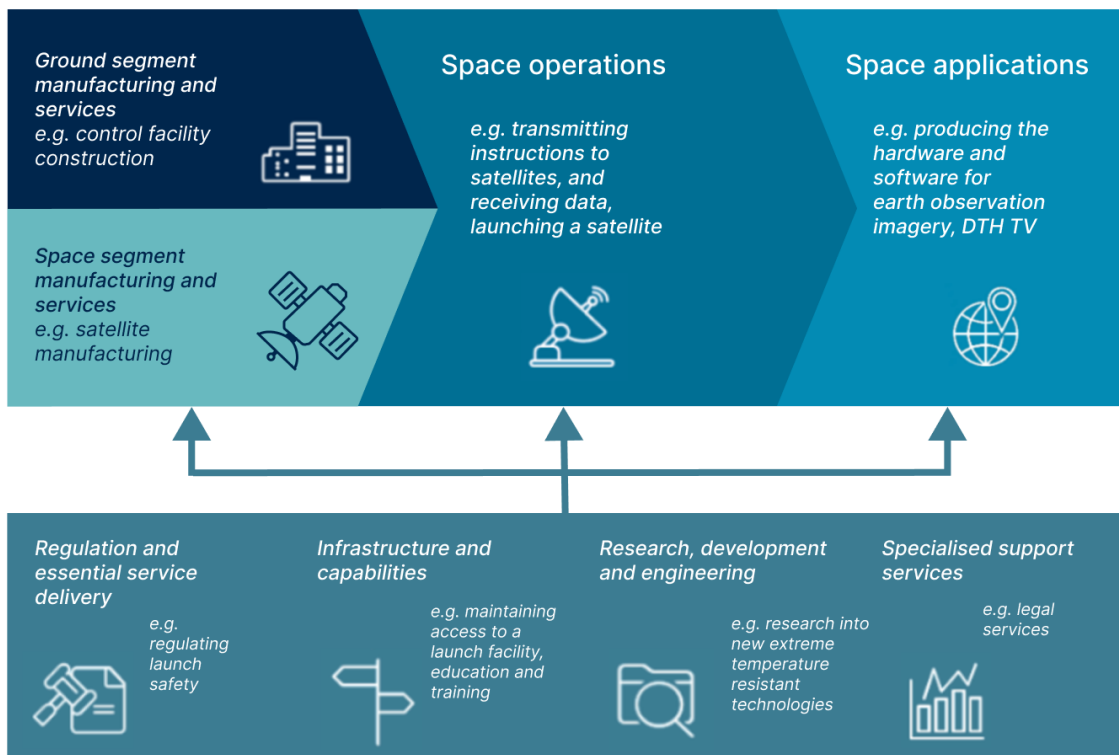 Ground segment
manufacturing and
services
e.g. control facility
construction
Space segment
manufacturing and
services
e.g. satellite
manufacturing
Space operations
e.g. transmitting
instructions to
satellites, and
receiving data,
launching a satellite
Space applications
e.g. producing the
hardware and
software for
earth observation
imagery, DTH TV
Regulation and
essential service
delivery
e.g.
regulating
launch
safety
Infrastructure and
capabilities
e.g. maintaining
access to a
launch facility,
education and
training
Research, development
and engineering
e.g. research into
new extreme
temperature
resistant
technologies
Specialised support
services
e.g. legal
services